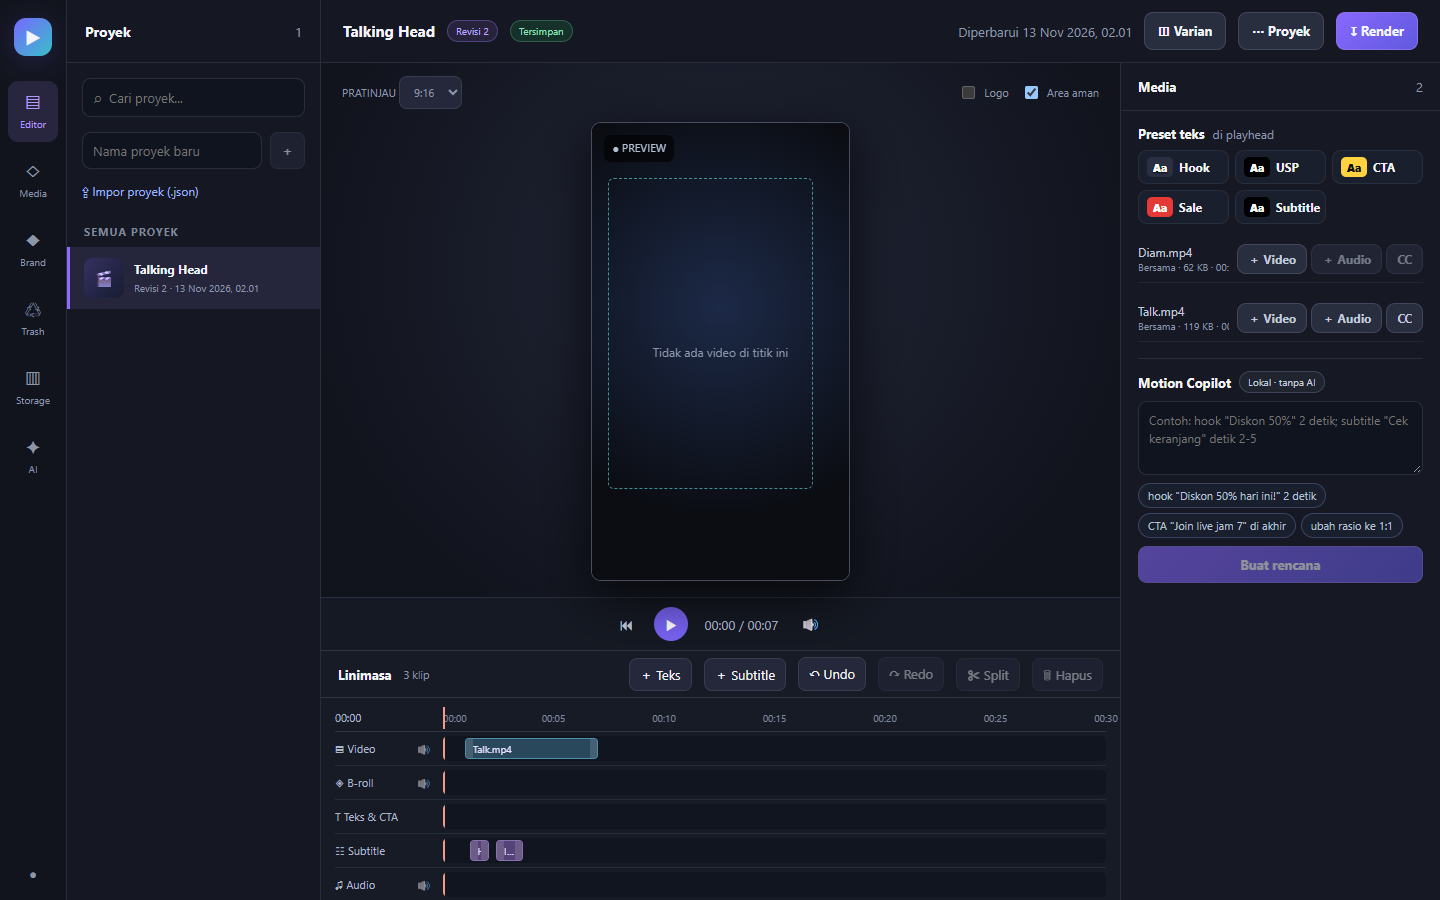 Editor
Media
Brand
Trash
Storage
AI
Proyek 1
Cari proyek...
Nama proyek baru +
Impor proyek (.json)
SEMUA PROYEK
Talking Head
Revisi 2 · 13 Nov 2026, 02.01
Talking Head Revisi 2 Tersimpan Diperbarui 13 Nov 2026, 02.01 Varian ··· Proyek Render
PRATINJAU 9:16 Logo Area aman
● PREVIEW
Tidak ada video di titik ini
00:00 / 00:07
Linimasa 3 klip + Teks + Subtitle Undo Redo Split Hapus
00:00 00:00 00:05 00:10 00:15 00:20 00:25 00:30
Video Talk.mp4
B-roll
T Teks & CTA
Subtitle I...
Audio
Media 2
Preset teks di playhead
Aa Hook Aa USP Aa CTA
Aa Sale Aa Subtitle
Diam.mp4
Bersama · 62 KB · 00: + Video + Audio CC
Talk.mp4
Bersama · 119 KB · + Video + Audio CC
Motion Copilot Lokal · tanpa AI
Contoh: hook "Diskon 50%" 2 detik; subtitle "Cek
keranjang" detik 2-5
hook "Diskon 50% hari ini!" 2 detik
CTA "Join live jam 7" di akhir ubah rasio ke 1:1
Buat rencana